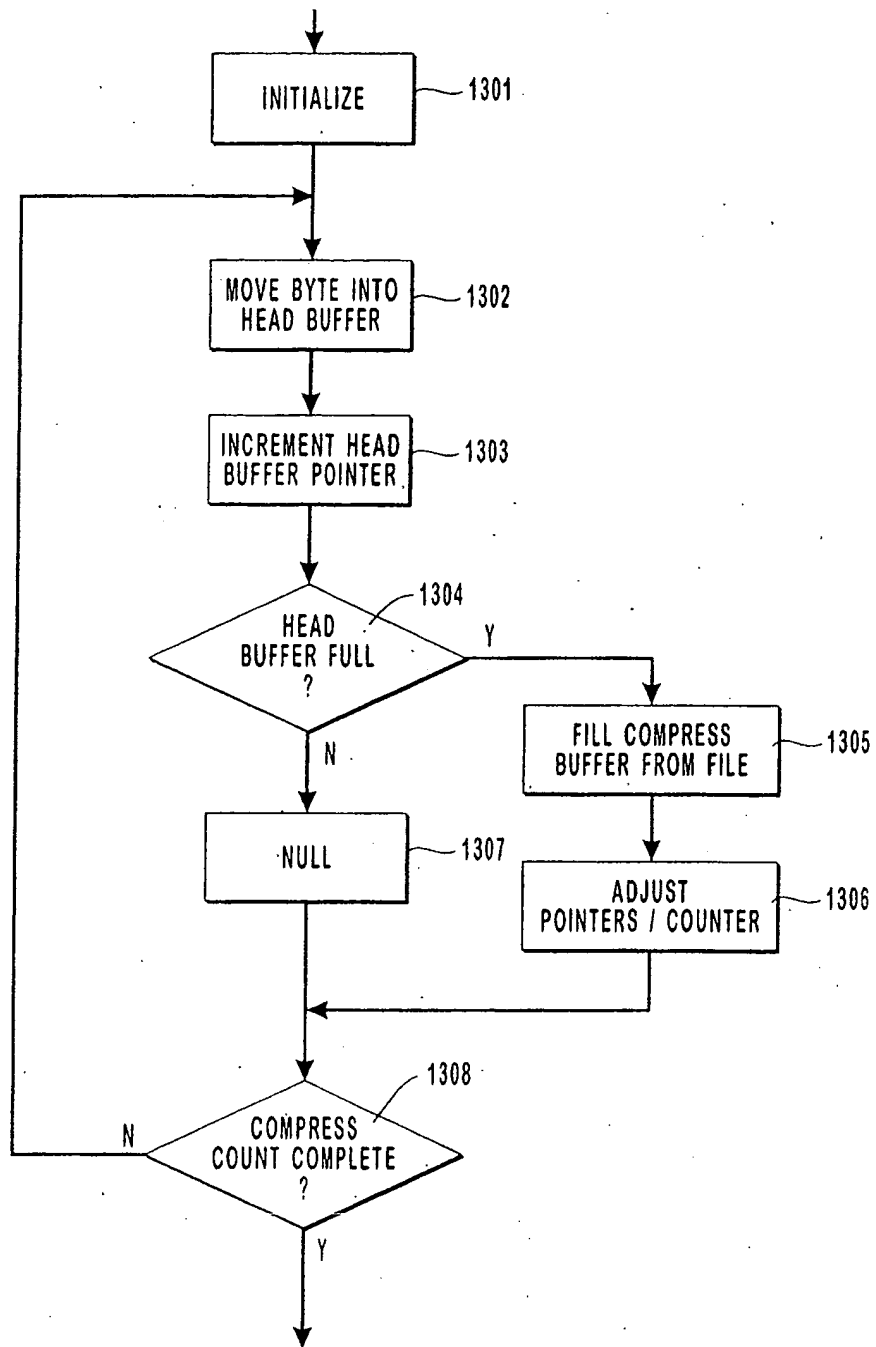 INITIALIZE
1301
MOVE BYTE INTO
HEAD BUFFER
1302
INCREMENT HEAD
BUFFER POINTER
1303
1304
HEAD
BUFFER FULL
?
Y
N
FILL COMPRESS
BUFFER FROM FILE
1305
NULL
1307
ADJUST
POINTERS / COUNTER
1306
1308
COMPRESS
COUNT COMPLETE
?
N
Y